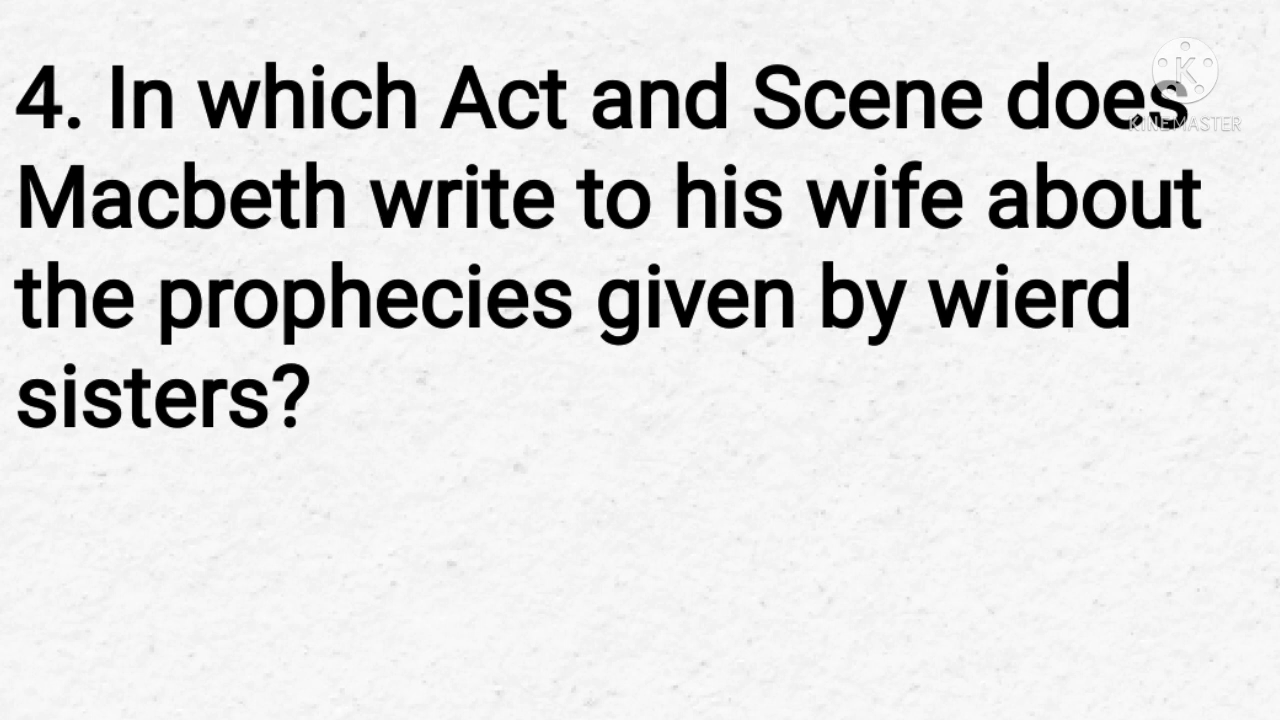 4. In which Act and Scene does
KINEMASTER
Macbeth write to his wife about
the prophecies given by wierd
sisters?